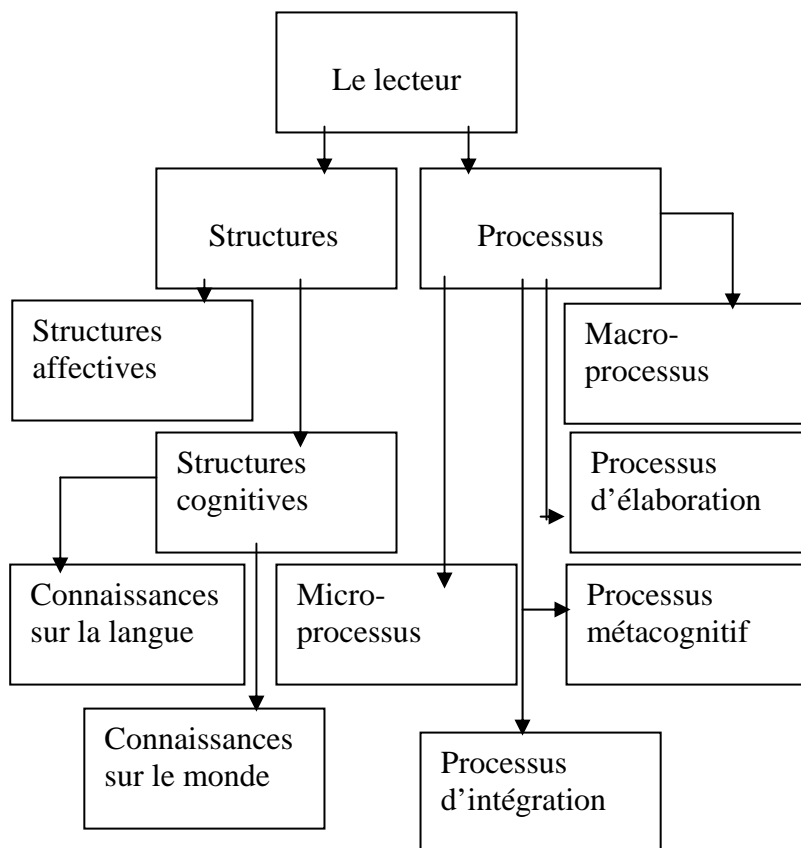 Le lecteur
Structures
Processus
Structures
affectives
Macro-
processus
Structures
cognitives
Processus
d’élaboration
Connaissances
sur la langue
Micro-
processus
Processus
métacognitif
Connaissances
sur le monde
Processus
d’intégration